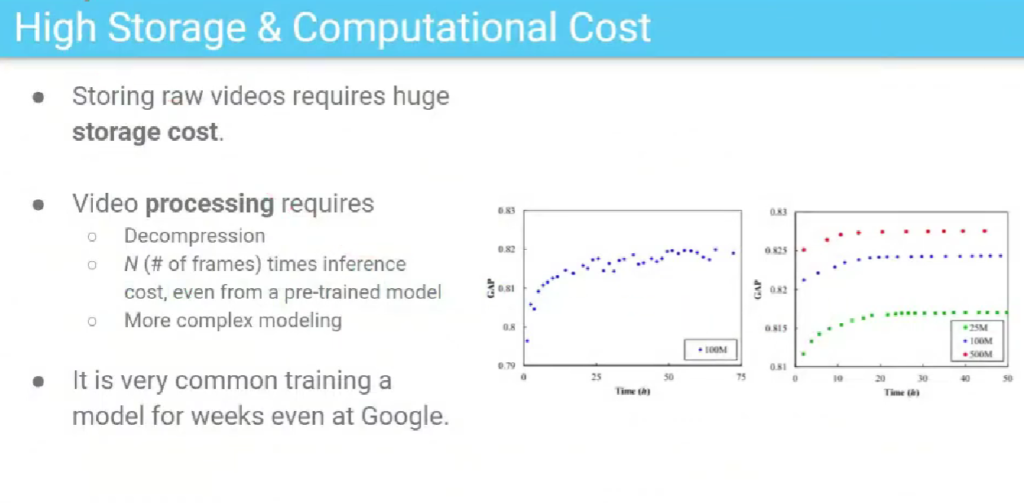 High Storage & Computational Cost
● Storing raw videos requires huge
storage cost.
● Video processing requires
○ Decompression
○ N (# of frames) times inference
cost, even from a pre-trained model
○ More complex modeling
● It is very common training a
model for weeks even at Google.
0.83
0.82
0.81
0.8
0.79
GAP
100M
0
25
50
75
Time (h)
0.83
0.825
0.82
0.815
0.81
GAP
25M
100M
500M
0
10
20
30
40
50
Time (h)